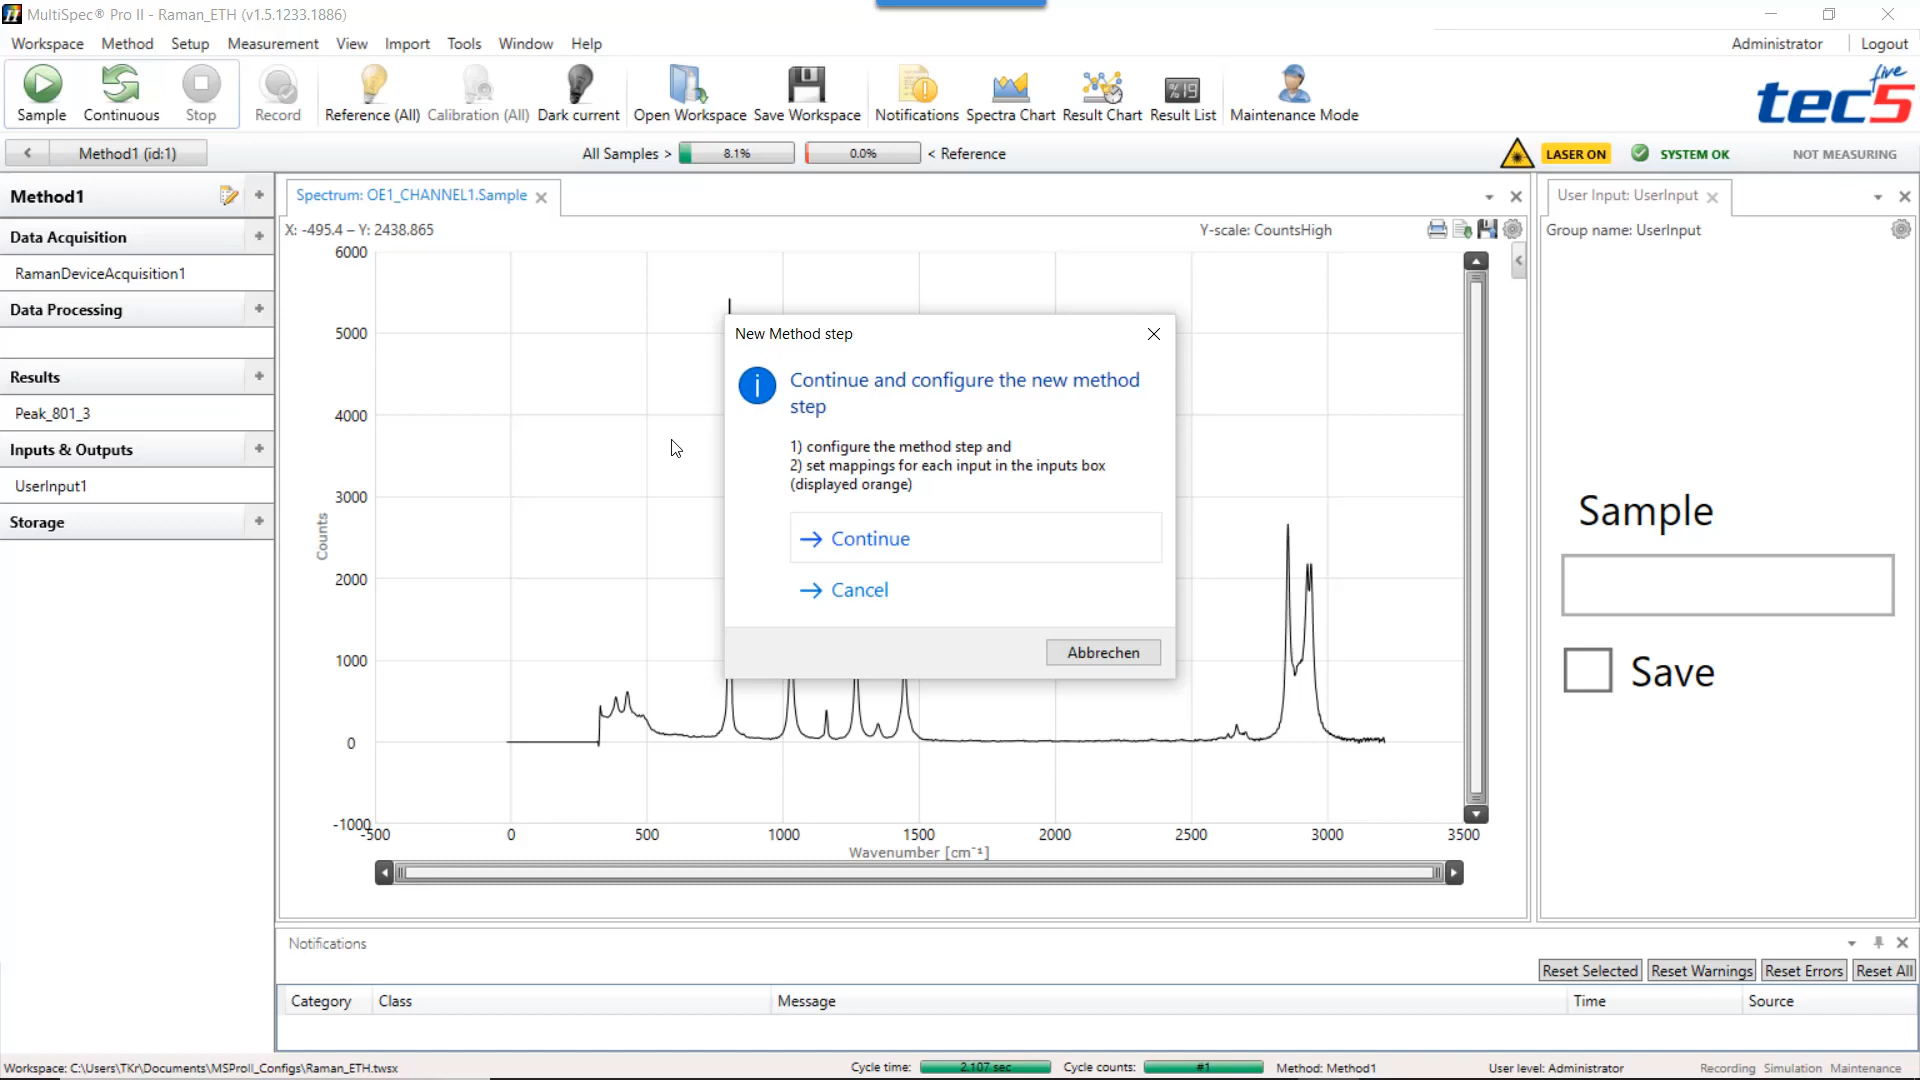 MultiSpec® Pro II - Raman_ETH (v1.5.1233.1886)
Workspace Method Setup Measurement View Import Tools Window Help Administrator Logout
Sample Continuous Stop Record Reference (All) Calibration (All) Dark current Open Workspace Save Workspace Notifications Spectra Chart Result Chart Result List Maintenance Mode
%19
five
tec5
< Method1 (id:1) All Samples > 8.1% 0.0% < Reference LASER ON SYSTEM OK NOT MEASURING
Method1
Data Acquisition
RamanDeviceAcquisition1
Data Processing
Results
Peak_801_3
Inputs & Outputs
UserInput1
Storage
Spectrum: OE1_CHANNEL1.Sample
X: -495.4 – Y: 2438.865 Y-scale: CountsHigh
6000
5000
4000
3000
2000
1000
0
-1000
Counts
-500 0 500 1000 1500 2000 2500 3000 3500
Wavenumber [cm⁻¹]
New Method step
i
Continue and configure the new method
step
1) configure the method step and
2) set mappings for each input in the inputs box
(displayed orange)
→ Continue
→ Cancel
Abbrechen
User Input: UserInput
Group name: UserInput
Sample
Save
Notifications
Reset Selected Reset Warnings Reset Errors Reset All
Category Class Message Time Source
Workspace: C:\Users\TKr\Documents\MSProII_Configs\Raman_ETH.twsx Cycle time: 2.107 sec Cycle counts: #1 Method: Method1 User level: Administrator Recording Simulation Maintenance